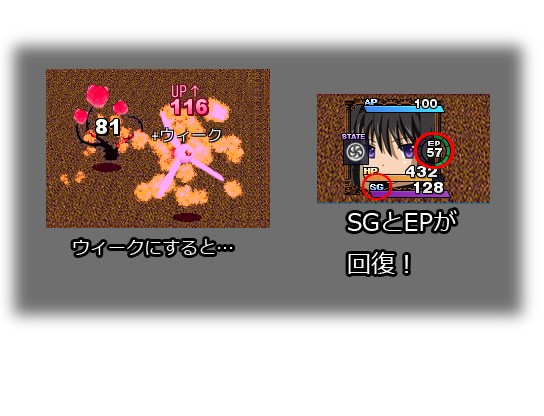 UP↑
116
81
+ウィーク
ウィークにすると…
AP 100
STATE
EP
57
HP 432
SG 128
SGとEPが
回復！